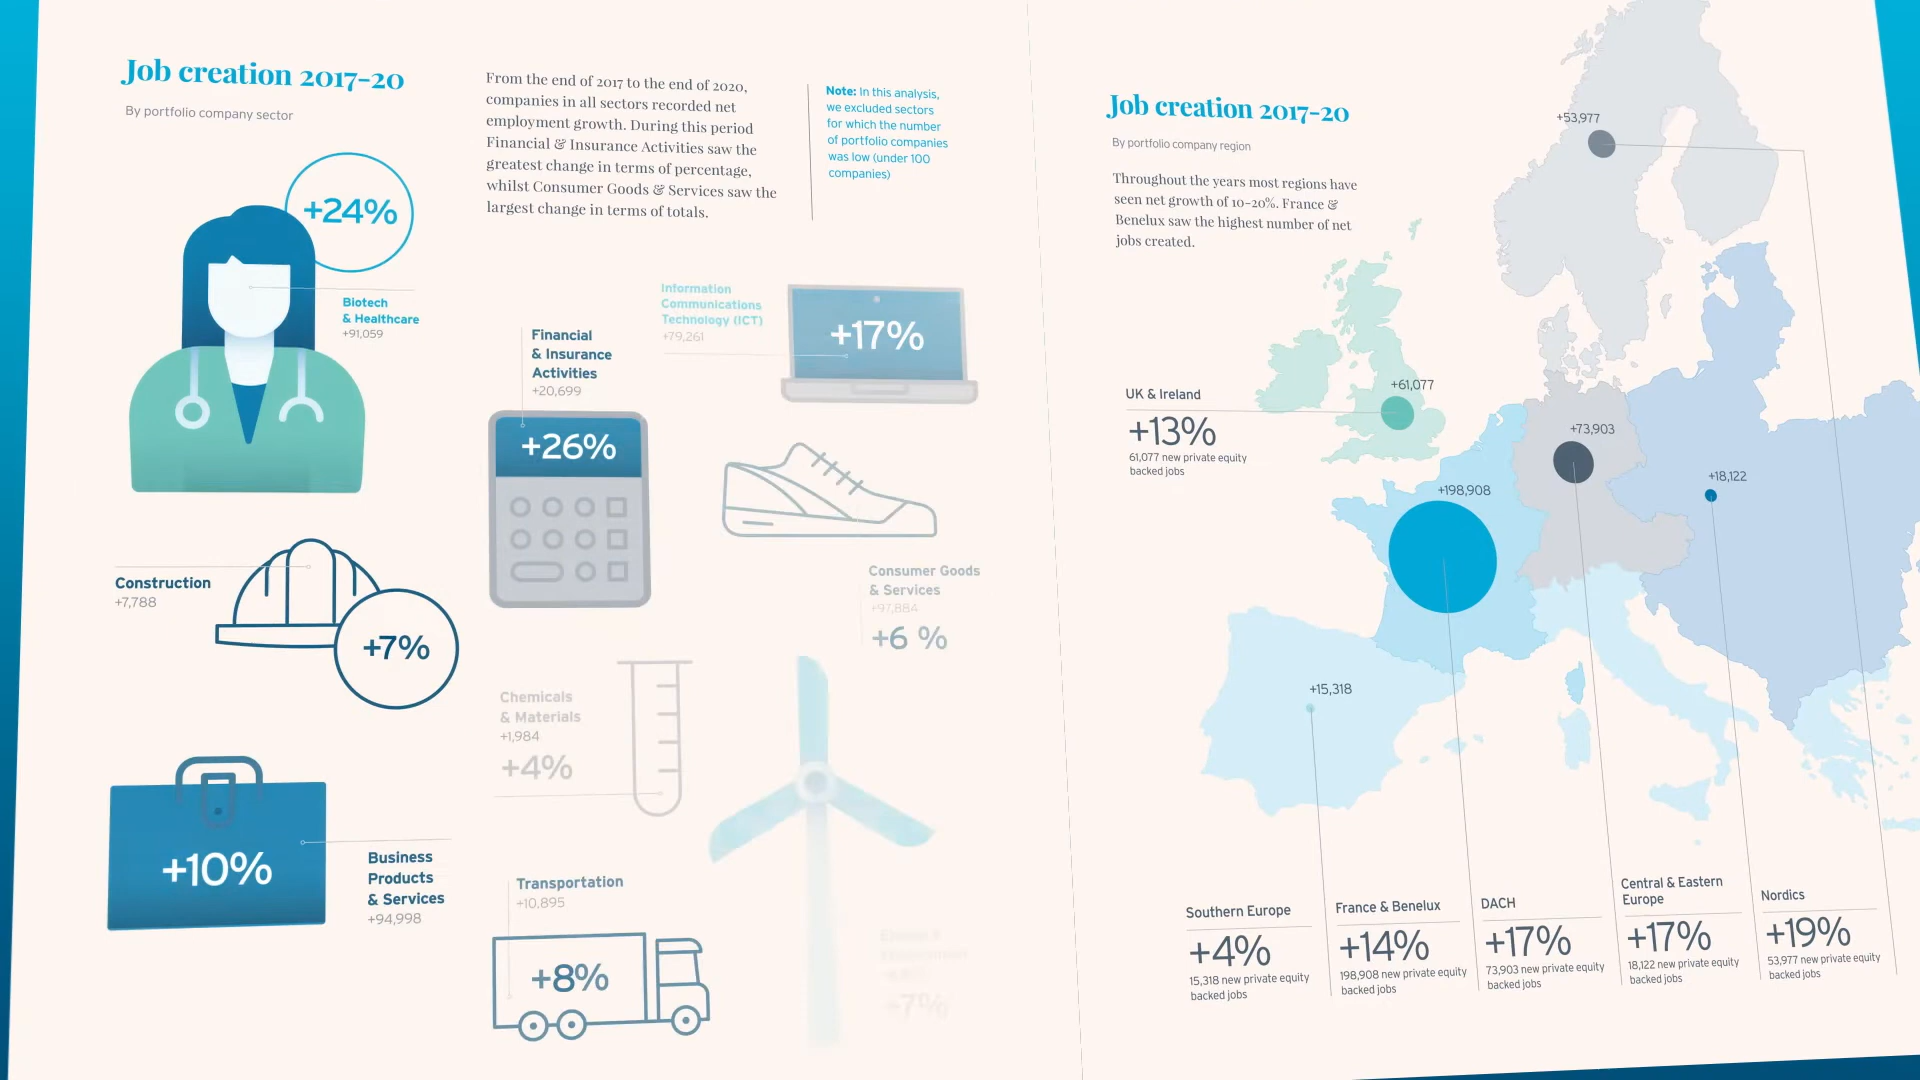 Job creation 2017-20
By portfolio company sector
From the end of 2017 to the end of 2020,
companies in all sectors recorded net
employment growth. During this period
Financial & Insurance Activities saw the
greatest change in terms of percentage,
whilst Consumer Goods & Services saw the
largest change in terms of totals.
Note: In this analysis,
we excluded sectors
for which the number
of portfolio companies
was low (under 100
companies)
+24%
Biotech
& Healthcare
+91,059
Financial
& Insurance
Activities
+20,699
+26%
Information
Communications
Technology (ICT)
+79,261
+17%
Construction
+7,788
+7%
Consumer Goods
& Services
+97,884
+6 %
Chemicals
& Materials
+1,984
+4%
+10%
Business
Products
& Services
+94,998
Transportation
+10,895
+8%
+7%
Job creation 2017-20
By portfolio company region
Throughout the years most regions have
seen net growth of 10-20%. France &
Benelux saw the highest number of net
jobs created.
+53,977
UK & Ireland
+13%
61,077 new private equity
backed jobs
+61,077
+73,903
+198,908
+18,122
+15,318
Southern Europe
+4%
15,318 new private equity
backed jobs
France & Benelux
+14%
198,908 new private equity
backed jobs
DACH
+17%
73,903 new private equity
backed jobs
Central & Eastern
Europe
+17%
18,122 new private equity
backed jobs
Nordics
+19%
53,977 new private equity
backed jobs